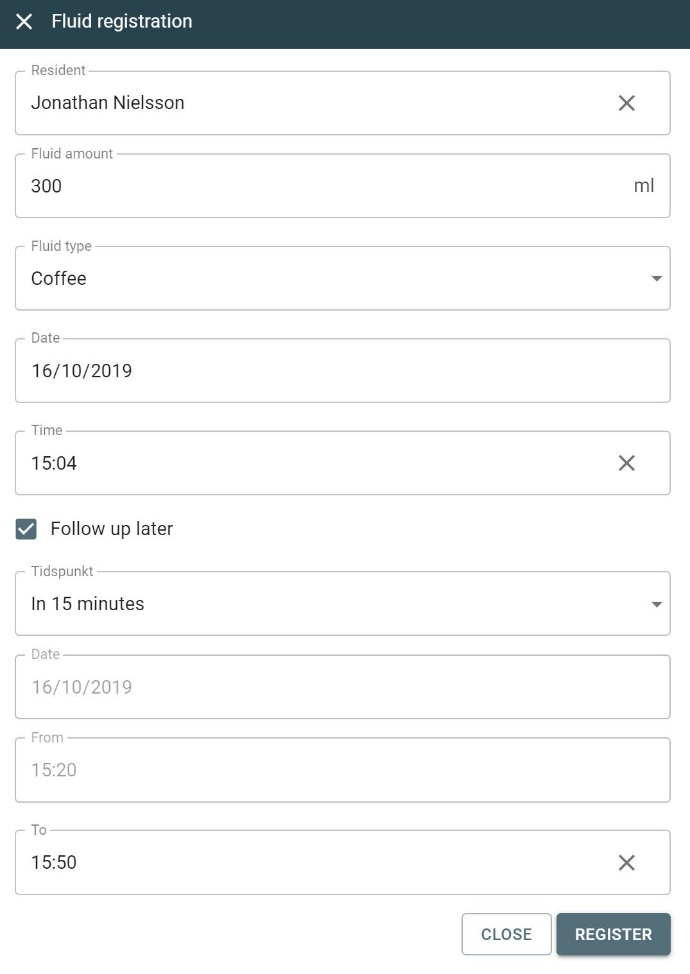 Fluid registration
Resident
Jonathan Nielsson
Fluid amount
300 ml
Fluid type
Coffee
Date
16/10/2019
Time
15:04
Follow up later
Tidspunkt
In 15 minutes
Date
16/10/2019
From
15:20
To
15:50
CLOSE REGISTER